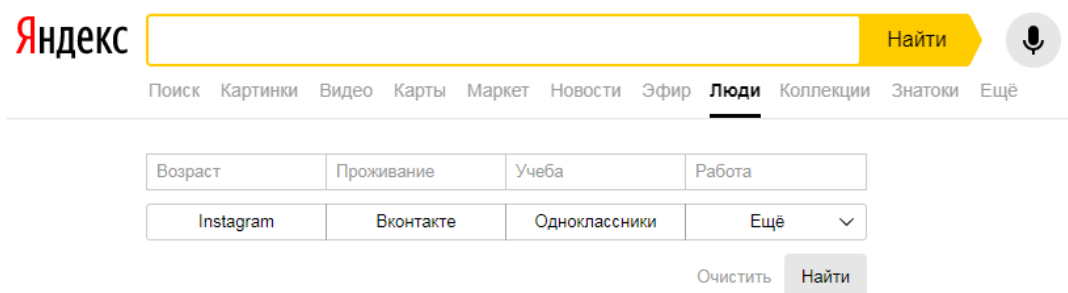 Яндекс Найти
Поиск Картинки Видео Карты Маркет Новости Эфир Люди Коллекции Знатоки Ещё
Возраст Проживание Учеба Работа
Instagram Вконтакте Одноклассники Ещё
Очистить Найти